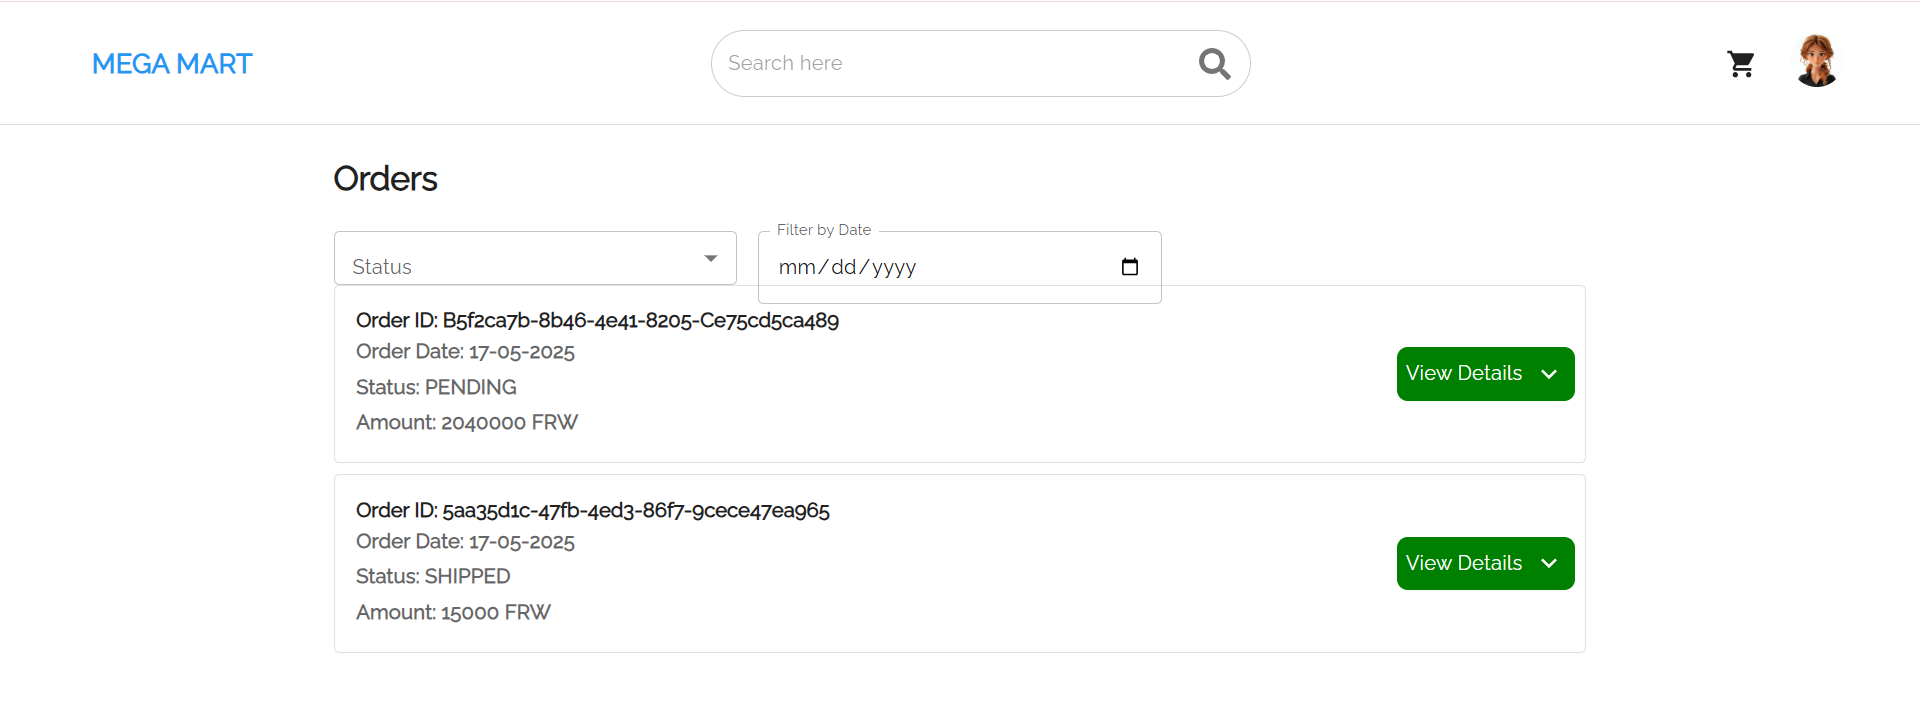 MEGA MART
Search here
Orders
Status
Filter by Date
mm/dd/yyyy
Order ID: B5f2ca7b-8b46-4e41-8205-Ce75cd5ca489
Order Date: 17-05-2025
Status: PENDING
Amount: 2040000 FRW
View Details
Order ID: 5aa35d1c-47fb-4ed3-86f7-9cece47ea965
Order Date: 17-05-2025
Status: SHIPPED
Amount: 15000 FRW
View Details